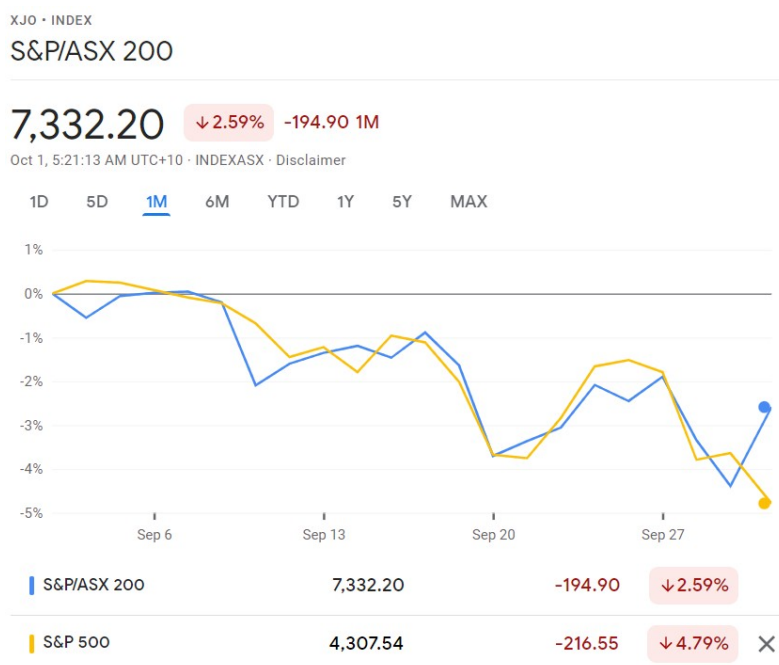 XJO • INDEX
S&P/ASX 200
7,332.20 ↓2.59% -194.90 1M
Oct 1, 5:21:13 AM UTC+10 · INDEXASX · Disclaimer
1D 5D 1M 6M YTD 1Y 5Y MAX
1%
0%
-1%
-2%
-3%
-4%
-5%
Sep 6 Sep 13 Sep 20 Sep 27
S&P/ASX 200 7,332.20 -194.90 ↓2.59%
S&P 500 4,307.54 -216.55 ↓4.79%